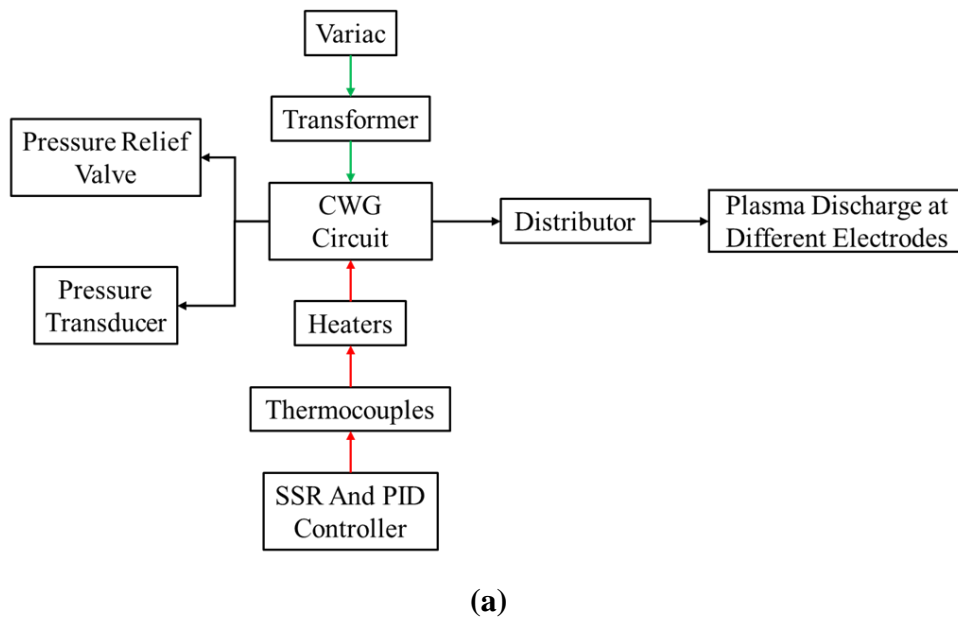 Variac
Transformer
Pressure Relief
Valve
CWG
Circuit
Distributor
Plasma Discharge at
Different Electrodes
Pressure
Transducer
Heaters
Thermocouples
SSR And PID
Controller
(a)